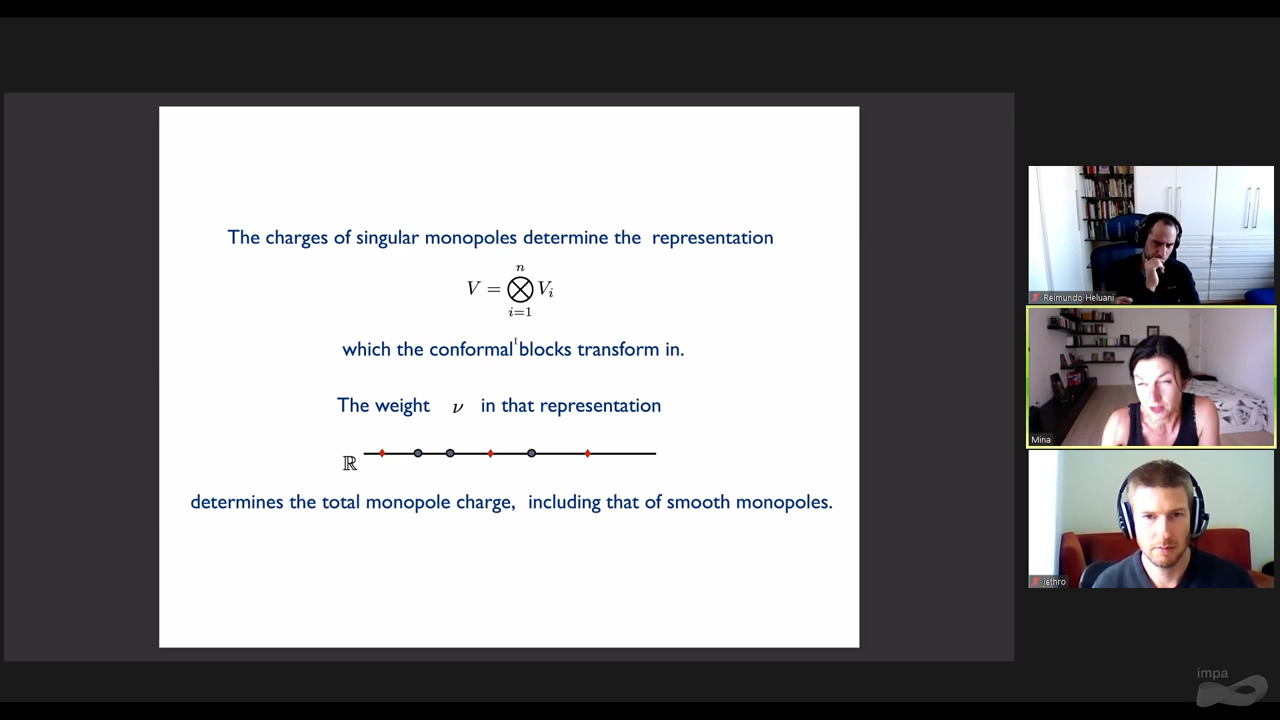 The charges of singular monopoles determine the representation
n
V = ⊗ V_i
i=1
which the conformal blocks transform in.
The weight ν in that representation
ℝ
determines the total monopole charge, including that of smooth monopoles.
Reimundo Heluani
Mina
jethro
impa